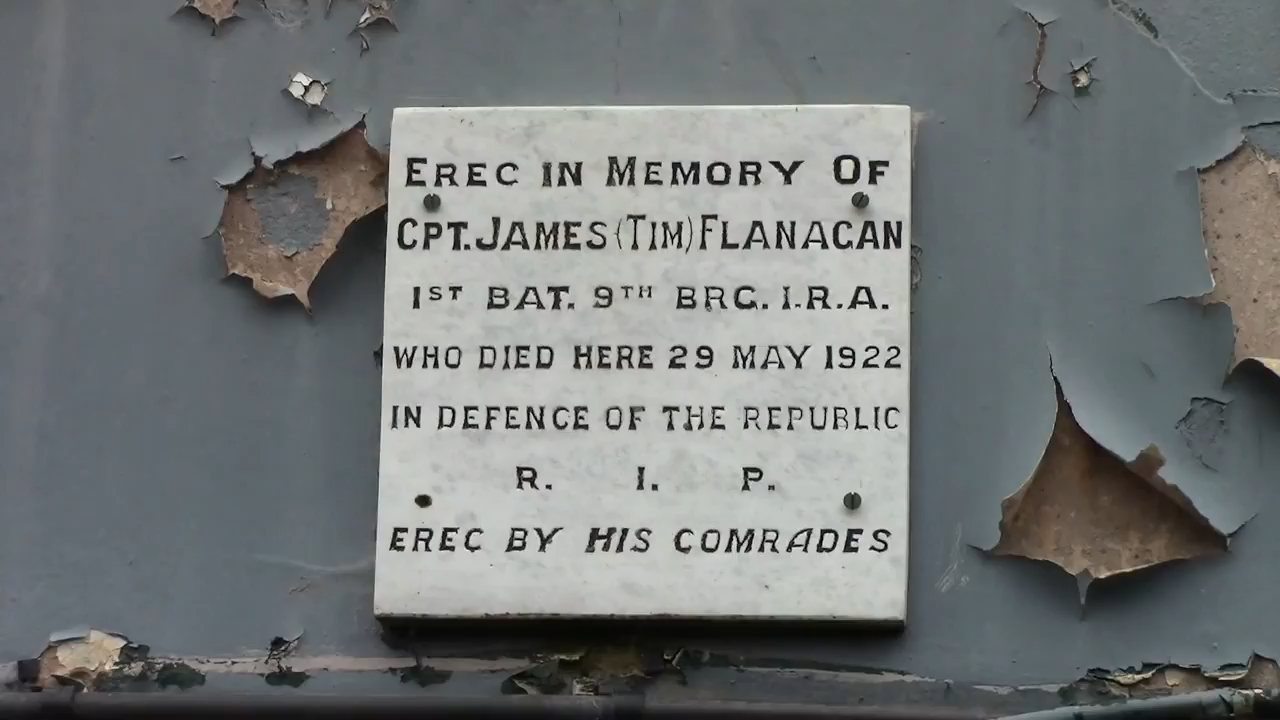 EREC IN MEMORY OF
CPT. JAMES (TIM) FLANAGAN
1ST BAT. 9TH BRG. I.R.A.
WHO DIED HERE 29 MAY 1922
IN DEFENCE OF THE REPUBLIC
R. I. P.
EREC BY HIS COMRADES